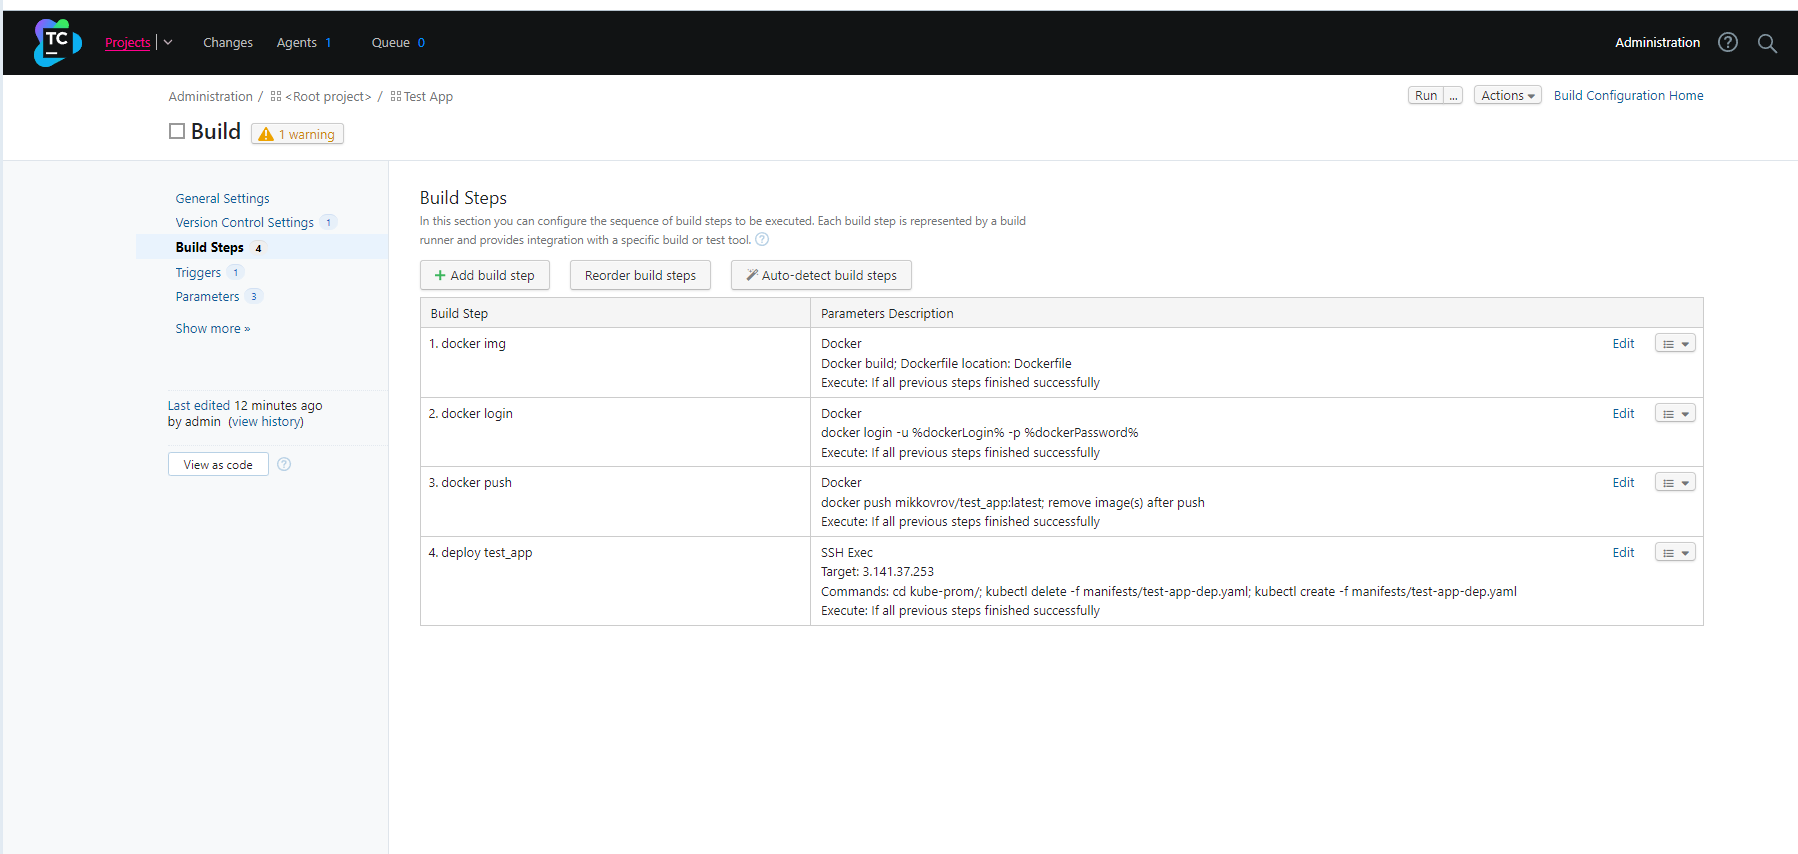 TC
Projects
Changes
Agents 1
Queue 0
Administration
Administration / <Root project> / Test App
Run ...
Actions
Build Configuration Home
Build
1 warning
General Settings
Version Control Settings 1
Build Steps 4
Triggers 1
Parameters 3
Show more »
Last edited 12 minutes ago
by admin (view history)
View as code
Build Steps
In this section you can configure the sequence of build steps to be executed. Each build step is represented by a build
runner and provides integration with a specific build or test tool.
Add build step
Reorder build steps
Auto-detect build steps
Build Step
Parameters Description
1. docker img
Docker
Docker build; Dockerfile location: Dockerfile
Execute: If all previous steps finished successfully
Edit
2. docker login
Docker
docker login -u %dockerLogin% -p %dockerPassword%
Execute: If all previous steps finished successfully
Edit
3. docker push
Docker
docker push mikkovrov/test_app:latest; remove image(s) after push
Execute: If all previous steps finished successfully
Edit
4. deploy test_app
SSH Exec
Target: 3.141.37.253
Commands: cd kube-prom/; kubectl delete -f manifests/test-app-dep.yaml; kubectl create -f manifests/test-app-dep.yaml
Execute: If all previous steps finished successfully
Edit